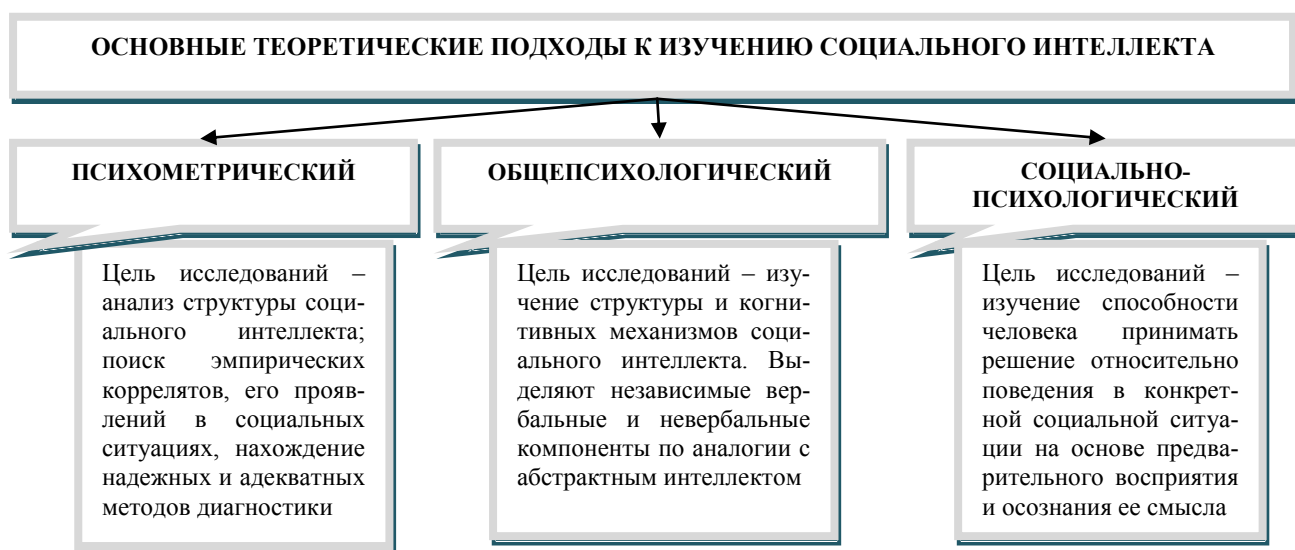 ОСНОВНЫЕ ТЕОРЕТИЧЕСКИЕ ПОДХОДЫ К ИЗУЧЕНИЮ СОЦИАЛЬНОГО ИНТЕЛЛЕКТА
ПСИХОМЕТРИЧЕСКИЙ
Цель исследований –
анализ структуры соци-
ального интеллекта;
поиск эмпирических
коррелятов, его прояв-
лений в социальных
ситуациях, нахождение
надежных и адекватных
методов диагностики
ОБЩЕПСИХОЛОГИЧЕСКИЙ
Цель исследований – изу-
чение структуры и когни-
тивных механизмов соци-
ального интеллекта. Вы-
деляют независимые вер-
бальные и невербальные
компоненты по аналогии с
абстрактным интеллектом
СОЦИАЛЬНО-
ПСИХОЛОГИЧЕСКИЙ
Цель исследований –
изучение способности
человека принимать
решение относительно
поведения в конкрет-
ной социальной ситуа-
ции на основе предва-
рительного восприятия
и осознания ее смысла